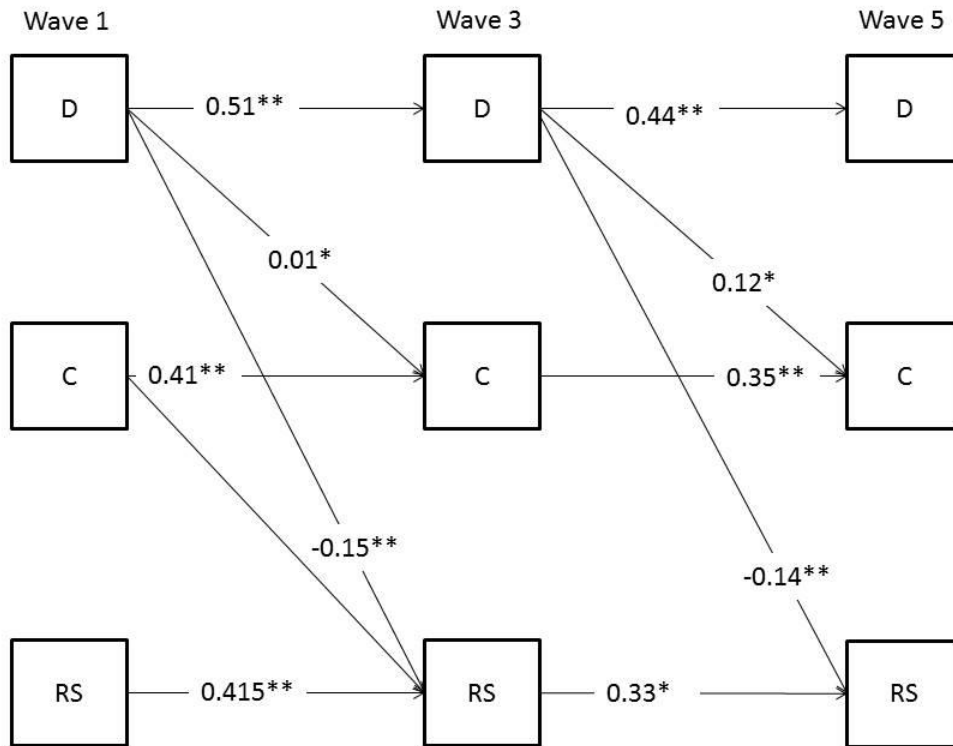 Wave 1 Wave 3 Wave 5
D 0.51** D 0.44** D
0.01* 0.12*
C 0.41** C 0.35** C
-0.15** -0.14**
RS 0.415** RS 0.33* RS